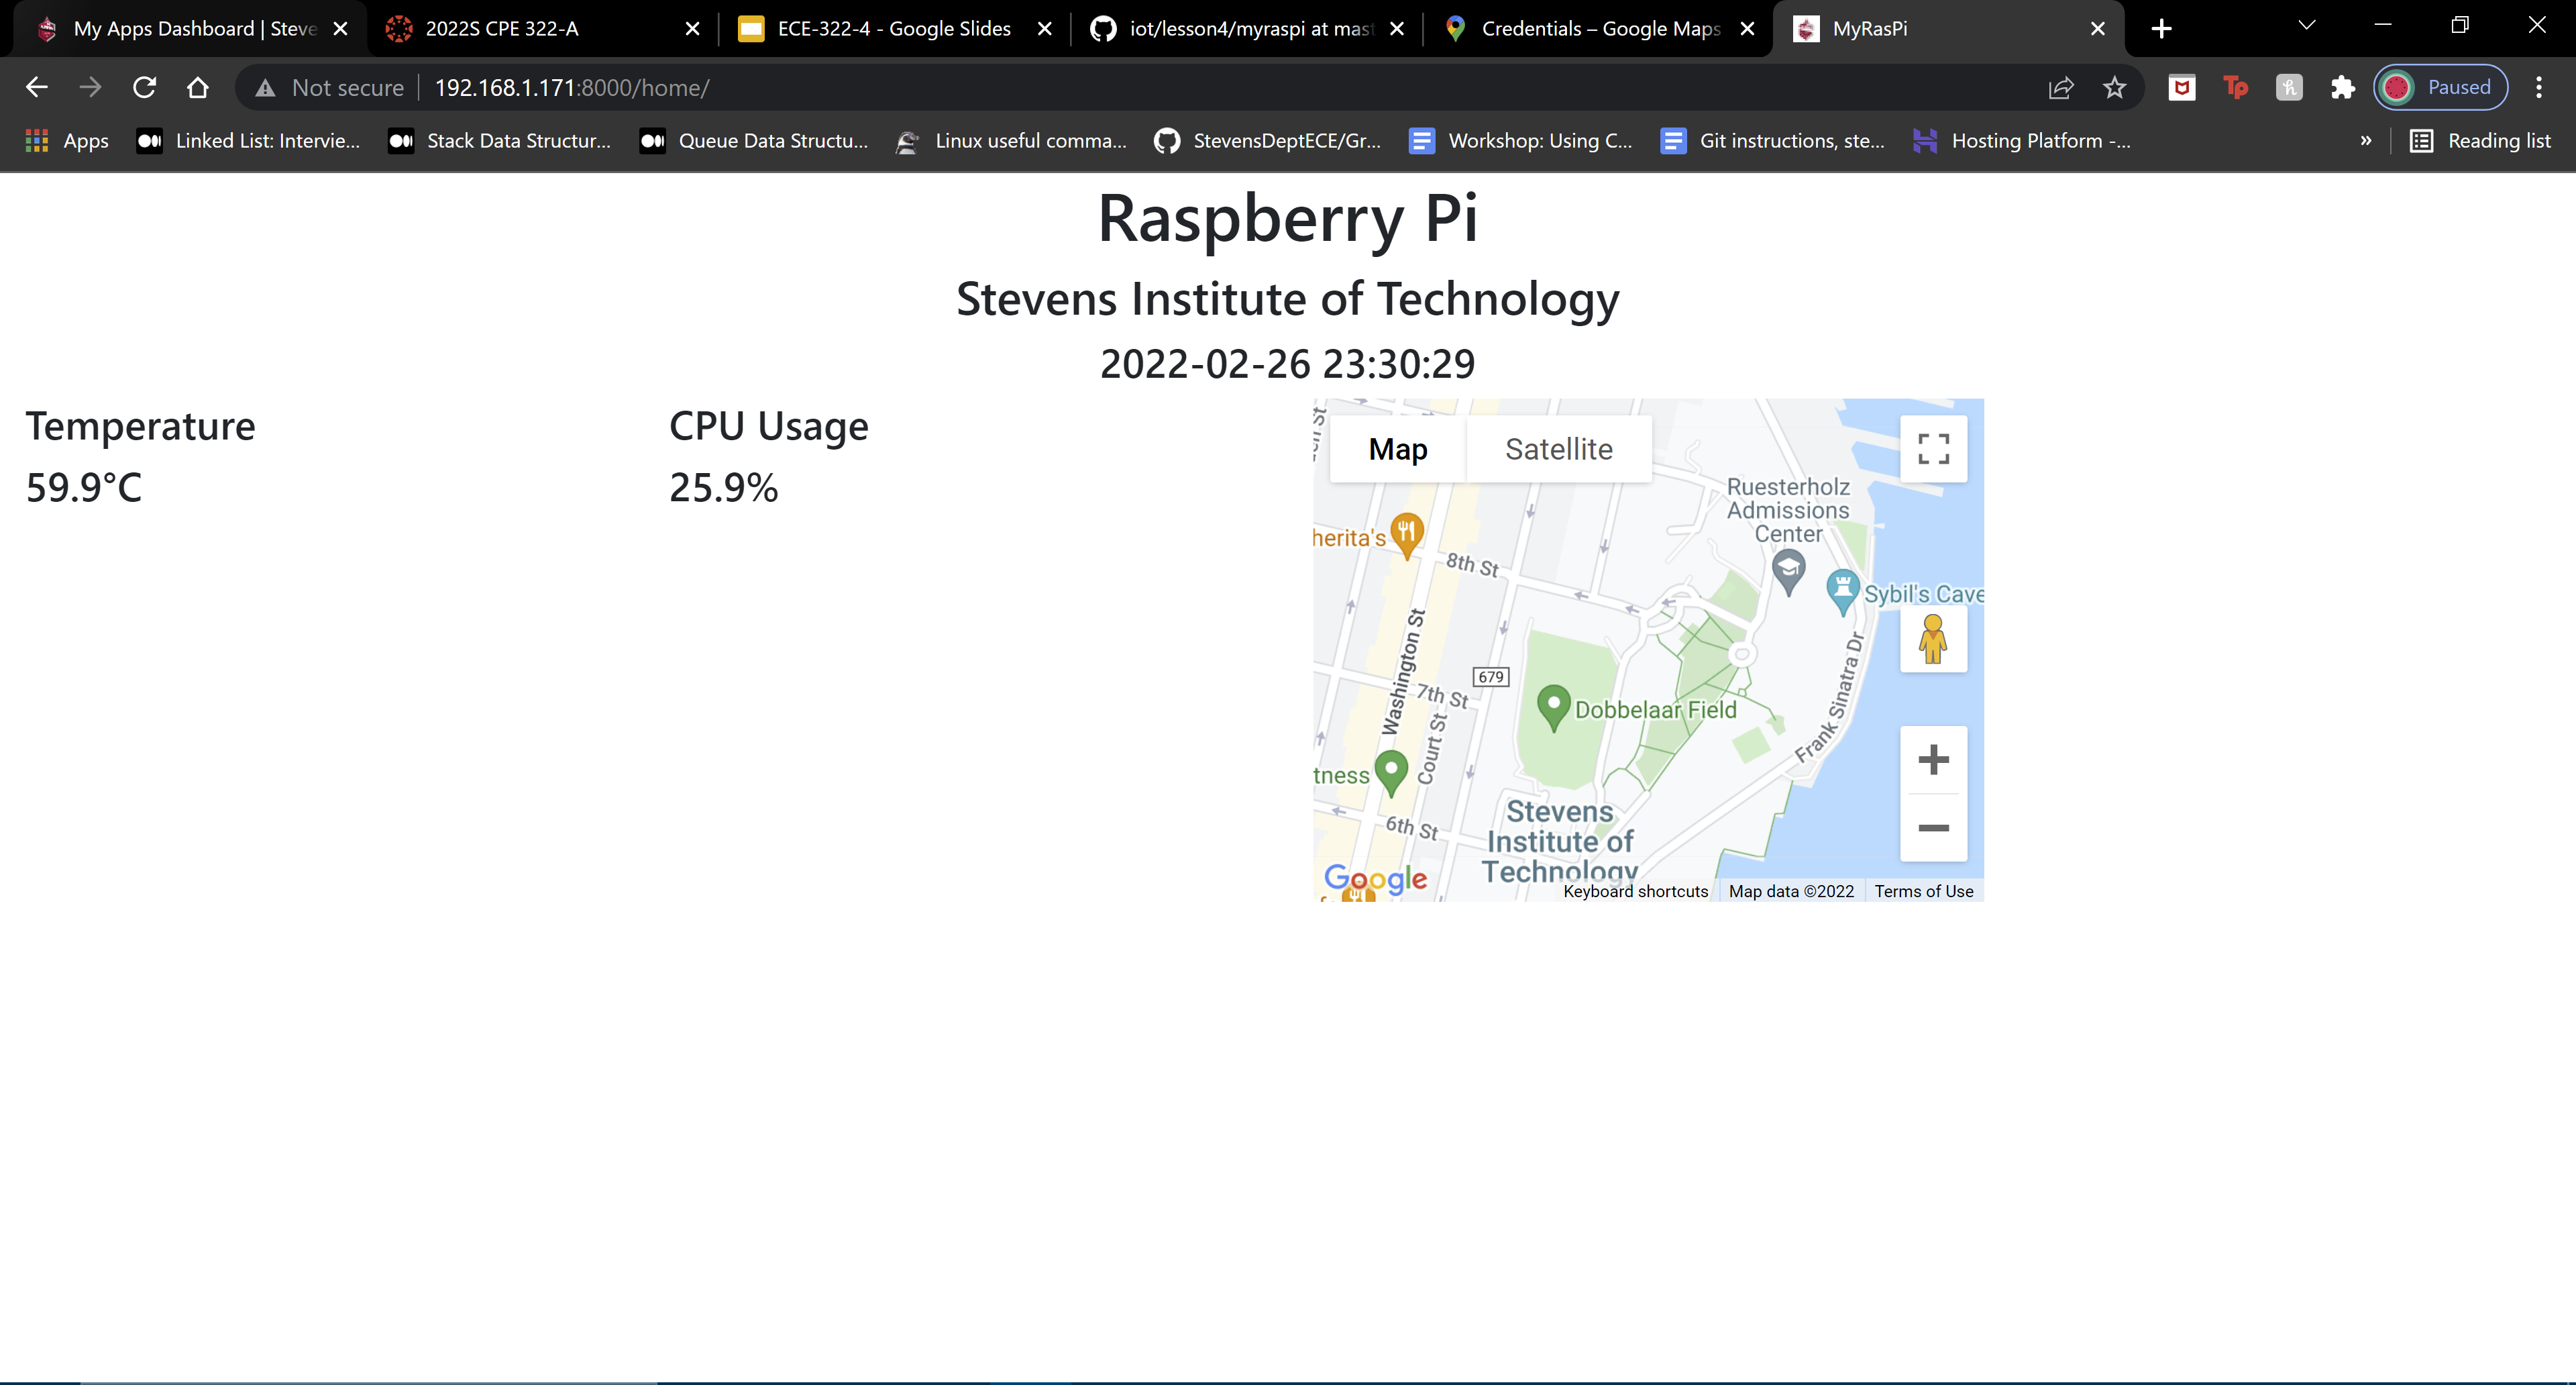 My Apps Dashboard | Steve
2022S CPE 322-A
ECE-322-4 - Google Slides
iot/lesson4/myraspi at mast
Credentials – Google Maps
MyRasPi
Not secure
192.168.1.171:8000/home/
Paused
Apps
Linked List: Intervie...
Stack Data Structur...
Queue Data Structu...
Linux useful comma...
StevensDeptECE/Gr...
Workshop: Using C...
Git instructions, ste...
Hosting Platform -...
»
Reading list
Raspberry Pi
Stevens Institute of Technology
2022-02-26 23:30:29
Temperature
59.9°C
CPU Usage
25.9%
Map
Satellite
Ruesterholz
Admissions
Center
herita's
8th St
Sybil's Cave
Washington St
679
7th St
Dobbelaar Field
Court St
Frank Sinatra Dr
tness
6th St
Stevens
Institute of
Technology
Google
Keyboard shortcuts
Map data ©2022
Terms of Use